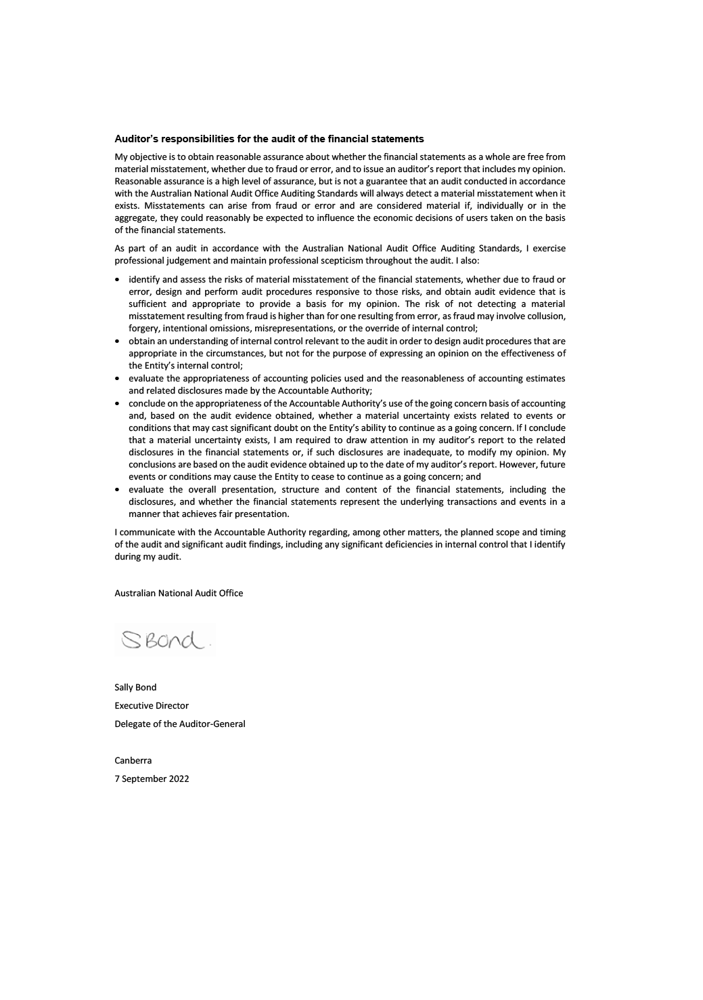 Auditor’s responsibilities for the audit of the financial statements
My objective is to obtain reasonable assurance about whether the financial statements as a whole are free from
material misstatement, whether due to fraud or error, and to issue an auditor’s report that includes my opinion.
Reasonable assurance is a high level of assurance, but is not a guarantee that an audit conducted in accordance
with the Australian National Audit Office Auditing Standards will always detect a material misstatement when it
exists. Misstatements can arise from fraud or error and are considered material if, individually or in the
aggregate, they could reasonably be expected to influence the economic decisions of users taken on the basis
of the financial statements.
As part of an audit in accordance with the Australian National Audit Office Auditing Standards, I exercise
professional judgement and maintain professional scepticism throughout the audit. I also:
• identify and assess the risks of material misstatement of the financial statements, whether due to fraud or
error, design and perform audit procedures responsive to those risks, and obtain audit evidence that is
sufficient and appropriate to provide a basis for my opinion. The risk of not detecting a material
misstatement resulting from fraud is higher than for one resulting from error, as fraud may involve collusion,
forgery, intentional omissions, misrepresentations, or the override of internal control;
• obtain an understanding of internal control relevant to the audit in order to design audit procedures that are
appropriate in the circumstances, but not for the purpose of expressing an opinion on the effectiveness of
the Entity’s internal control;
• evaluate the appropriateness of accounting policies used and the reasonableness of accounting estimates
and related disclosures made by the Accountable Authority;
• conclude on the appropriateness of the Accountable Authority’s use of the going concern basis of accounting
and, based on the audit evidence obtained, whether a material uncertainty exists related to events or
conditions that may cast significant doubt on the Entity’s ability to continue as a going concern. If I conclude
that a material uncertainty exists, I am required to draw attention in my auditor’s report to the related
disclosures in the financial statements or, if such disclosures are inadequate, to modify my opinion. My
conclusions are based on the audit evidence obtained up to the date of my auditor’s report. However, future
events or conditions may cause the Entity to cease to continue as a going concern; and
• evaluate the overall presentation, structure and content of the financial statements, including the
disclosures, and whether the financial statements represent the underlying transactions and events in a
manner that achieves fair presentation.
I communicate with the Accountable Authority regarding, among other matters, the planned scope and timing
of the audit and significant audit findings, including any significant deficiencies in internal control that I identify
during my audit.
Australian National Audit Office
SBond.
Sally Bond
Executive Director
Delegate of the Auditor-General
Canberra
7 September 2022